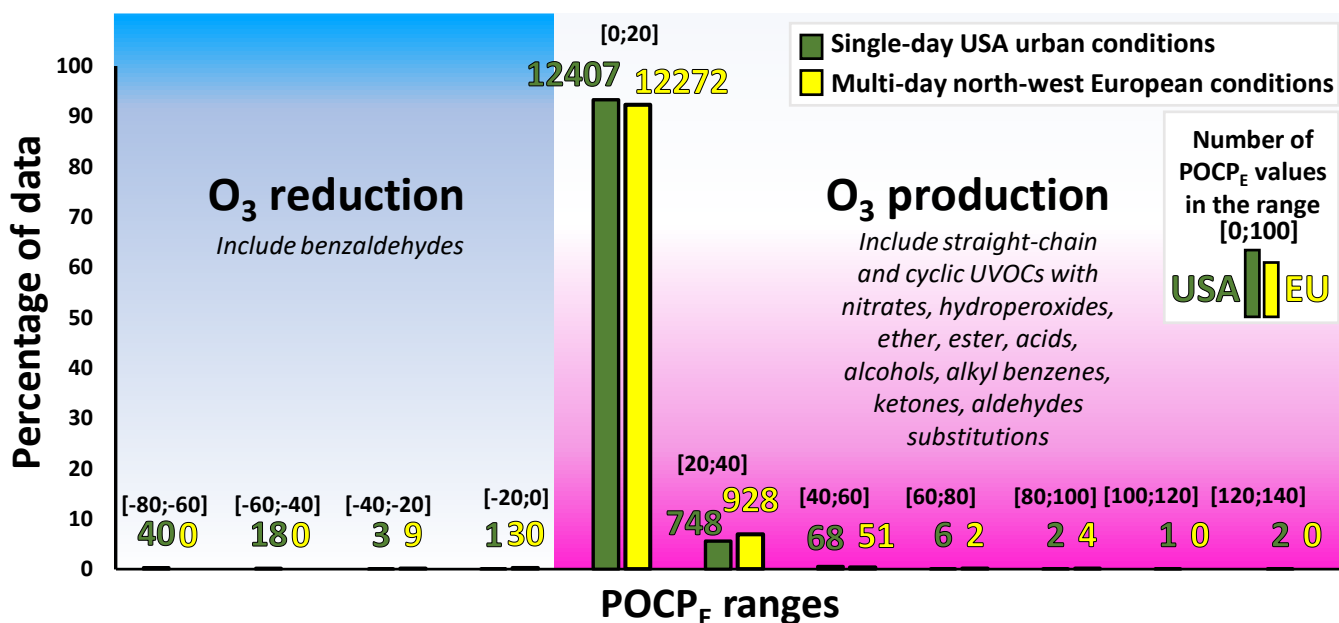 [0;20]
Single-day USA urban conditions
Multi-day north-west European conditions
12407 12272
Number of
POCP_E values
in the range
[0;100]
USA EU
Percentage of data
100
90
80
70
60
50
40
30
20
10
0
O₃ reduction
Include benzaldehydes
O₃ production
Include straight-chain
and cyclic UVOCs with
nitrates, hydroperoxides,
ether, ester, acids,
alcohols, alkyl benzenes,
ketones, aldehydes
substitutions
[-80;-60] [-60;-40] [-40;-20] [-20;0] [20;40] [40;60] [60;80] [80;100] [100;120] [120;140]
40 0 18 0 3 9 1 30 748 928 68 51 6 2 2 4 1 0 2 0
POCP_E ranges